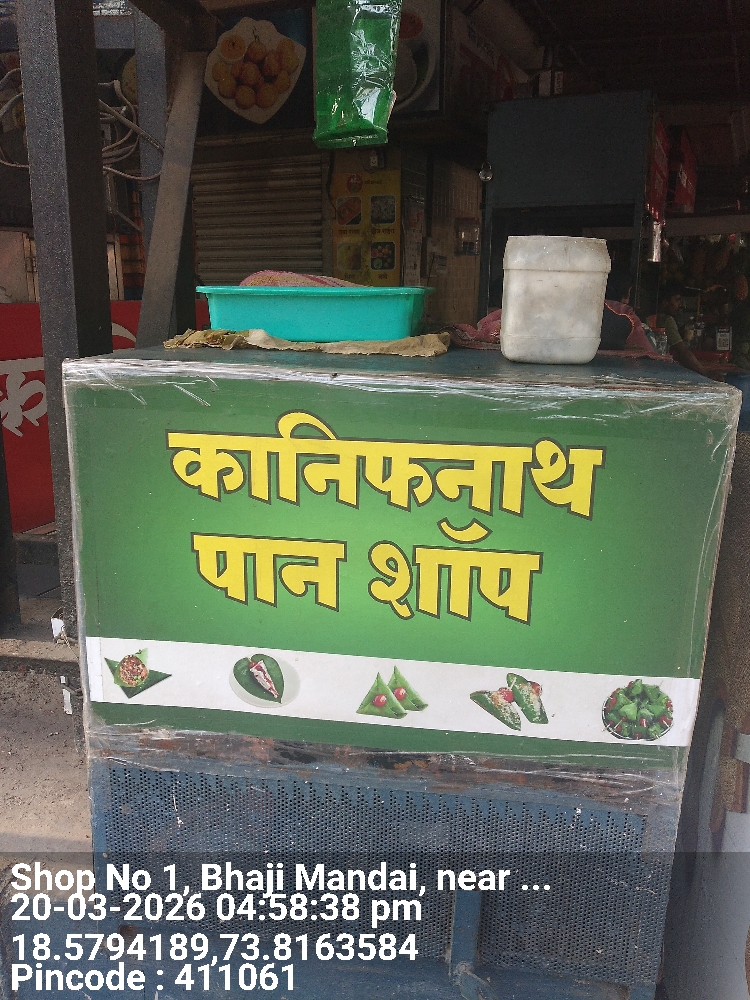 कानिफनाथ
पान शॉप
Shop No 1, Bhaji Mandai, near ...
20-03-2026 04:58:38 pm
18.5794189,73.8163584
Pincode : 411061